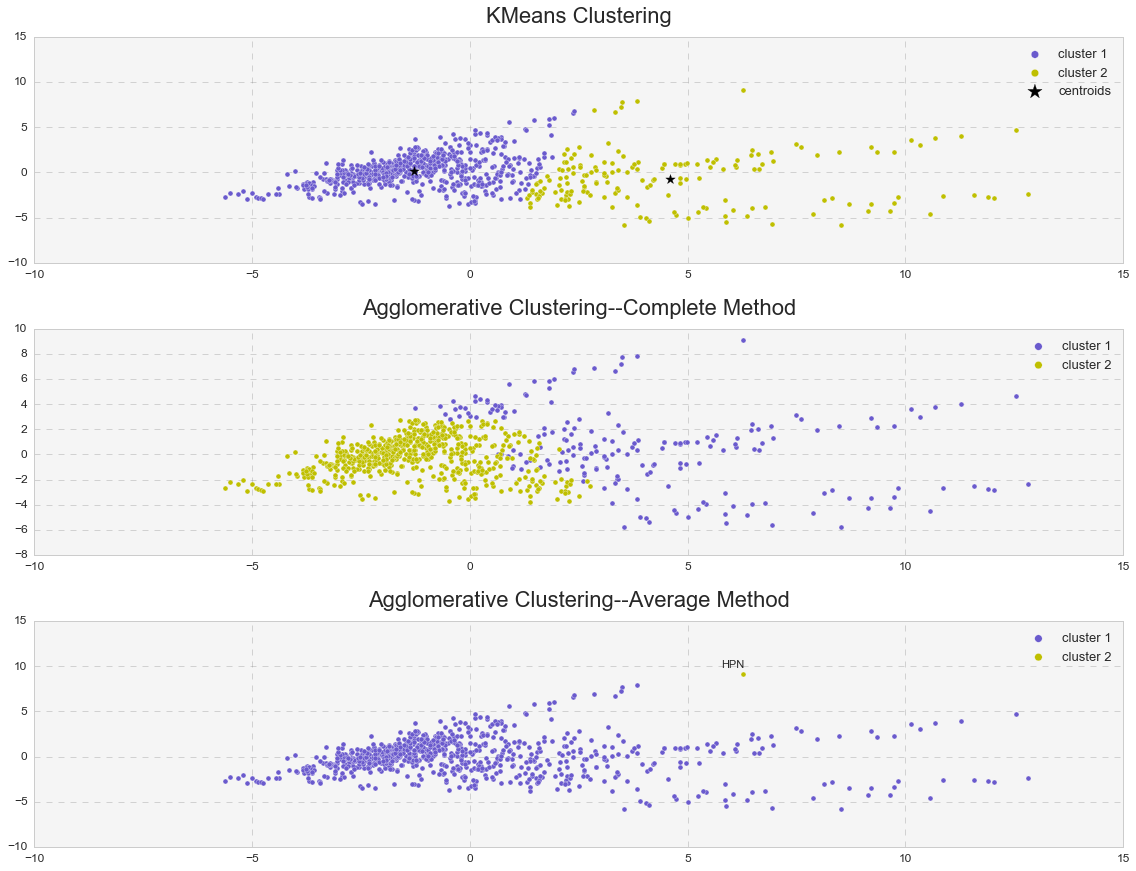 KMeans Clustering
15
10
5
0
−5
−10
−10 −5 0 5 10 15
cluster 1
cluster 2
centroids
Agglomerative Clustering--Complete Method
10
8
6
4
2
0
−2
−4
−6
−8
−10 −5 0 5 10 15
cluster 1
cluster 2
Agglomerative Clustering--Average Method
15
10
5
0
−5
−10
−10 −5 0 5 10 15
cluster 1
cluster 2
HPN